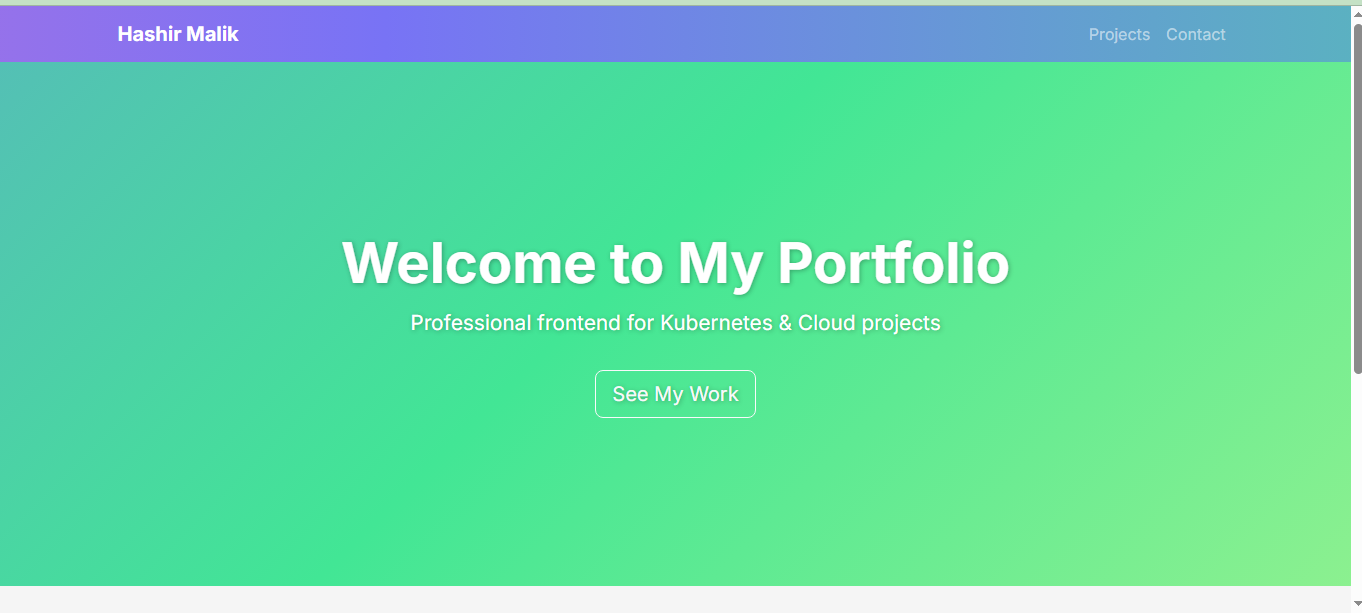 Hashir Malik
Projects Contact
Welcome to My Portfolio
Professional frontend for Kubernetes & Cloud projects
See My Work